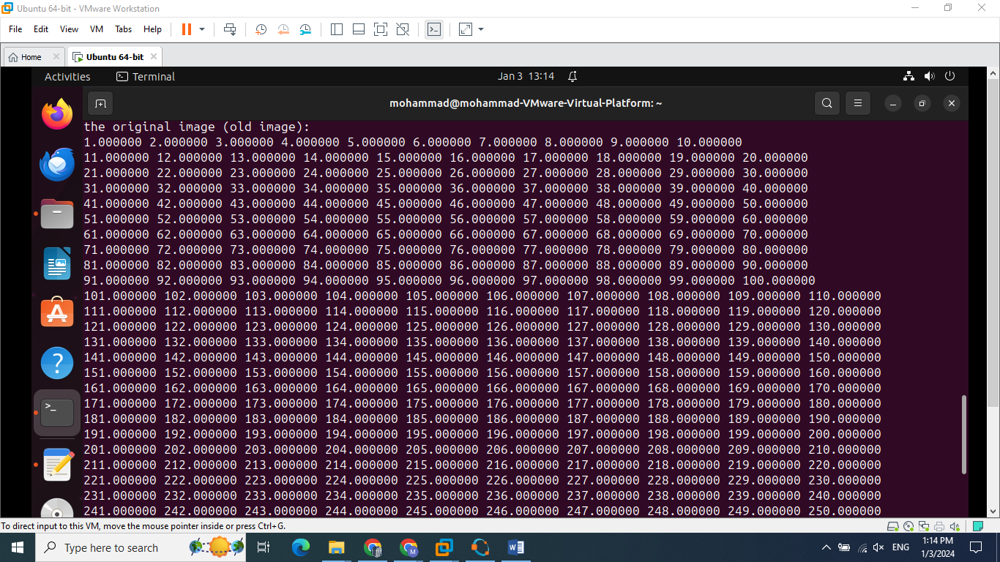 Ubuntu 64-bit - VMware Workstation
File Edit View VM Tabs Help
Home
Ubuntu 64-bit
Activities Terminal Jan 3 13:14
mohammad@mohammad-VMware-Virtual-Platform: ~
the original image (old image):
1.000000 2.000000 3.000000 4.000000 5.000000 6.000000 7.000000 8.000000 9.000000 10.000000
11.000000 12.000000 13.000000 14.000000 15.000000 16.000000 17.000000 18.000000 19.000000 20.000000
21.000000 22.000000 23.000000 24.000000 25.000000 26.000000 27.000000 28.000000 29.000000 30.000000
31.000000 32.000000 33.000000 34.000000 35.000000 36.000000 37.000000 38.000000 39.000000 40.000000
41.000000 42.000000 43.000000 44.000000 45.000000 46.000000 47.000000 48.000000 49.000000 50.000000
51.000000 52.000000 53.000000 54.000000 55.000000 56.000000 57.000000 58.000000 59.000000 60.000000
61.000000 62.000000 63.000000 64.000000 65.000000 66.000000 67.000000 68.000000 69.000000 70.000000
71.000000 72.000000 73.000000 74.000000 75.000000 76.000000 77.000000 78.000000 79.000000 80.000000
81.000000 82.000000 83.000000 84.000000 85.000000 86.000000 87.000000 88.000000 89.000000 90.000000
91.000000 92.000000 93.000000 94.000000 95.000000 96.000000 97.000000 98.000000 99.000000 100.000000
101.000000 102.000000 103.000000 104.000000 105.000000 106.000000 107.000000 108.000000 109.000000 110.000000
111.000000 112.000000 113.000000 114.000000 115.000000 116.000000 117.000000 118.000000 119.000000 120.000000
121.000000 122.000000 123.000000 124.000000 125.000000 126.000000 127.000000 128.000000 129.000000 130.000000
131.000000 132.000000 133.000000 134.000000 135.000000 136.000000 137.000000 138.000000 139.000000 140.000000
141.000000 142.000000 143.000000 144.000000 145.000000 146.000000 147.000000 148.000000 149.000000 150.000000
151.000000 152.000000 153.000000 154.000000 155.000000 156.000000 157.000000 158.000000 159.000000 160.000000
161.000000 162.000000 163.000000 164.000000 165.000000 166.000000 167.000000 168.000000 169.000000 170.000000
171.000000 172.000000 173.000000 174.000000 175.000000 176.000000 177.000000 178.000000 179.000000 180.000000
181.000000 182.000000 183.000000 184.000000 185.000000 186.000000 187.000000 188.000000 189.000000 190.000000
191.000000 192.000000 193.000000 194.000000 195.000000 196.000000 197.000000 198.000000 199.000000 200.000000
201.000000 202.000000 203.000000 204.000000 205.000000 206.000000 207.000000 208.000000 209.000000 210.000000
211.000000 212.000000 213.000000 214.000000 215.000000 216.000000 217.000000 218.000000 219.000000 220.000000
221.000000 222.000000 223.000000 224.000000 225.000000 226.000000 227.000000 228.000000 229.000000 230.000000
231.000000 232.000000 233.000000 234.000000 235.000000 236.000000 237.000000 238.000000 239.000000 240.000000
241.000000 242.000000 243.000000 244.000000 245.000000 246.000000 247.000000 248.000000 249.000000 250.000000
To direct input to this VM, move the mouse pointer inside or press Ctrl+G.
Type here to search
ENG
1:14 PM
1/3/2024